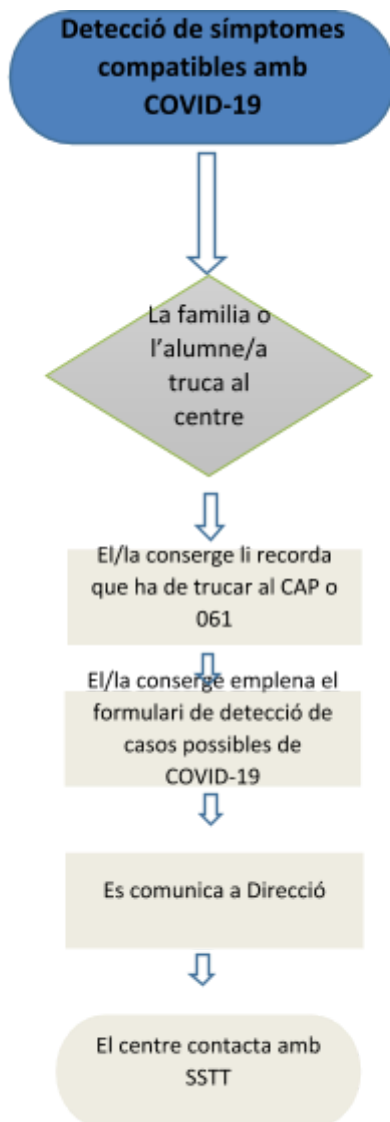 Detecció de símptomes
compatibles amb
COVID-19
La familia o
l'alumne/a
truca al
centre
El/la conserge li recorda
que ha de trucar al CAP o
061
El/la conserge emplena el
formulari de detecció de
casos possibles de
COVID-19
Es comunica a Direcció
El centre contacta amb
SSTT